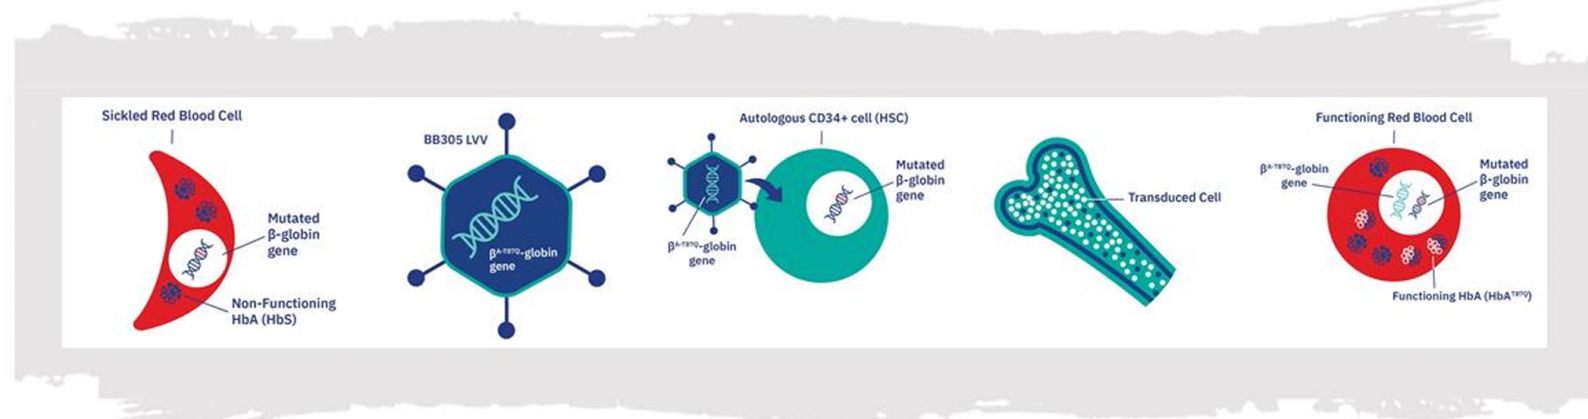 Sickled Red Blood Cell
Mutated
β-globin
gene
Non-Functioning
HbA (HbS)
BB305 LVV
βᴬ⁻ᵀ⁸⁷Q-globin
gene
Autologous CD34+ cell (HSC)
Mutated
β-globin
gene
βᴬ⁻ᵀ⁸⁷Q-globin
gene
Transduced Cell
Functioning Red Blood Cell
βᴬ⁻ᵀ⁸⁷Q-globin
gene
Mutated
β-globin
gene
Functioning HbA (HbAᵀ⁸⁷Q)